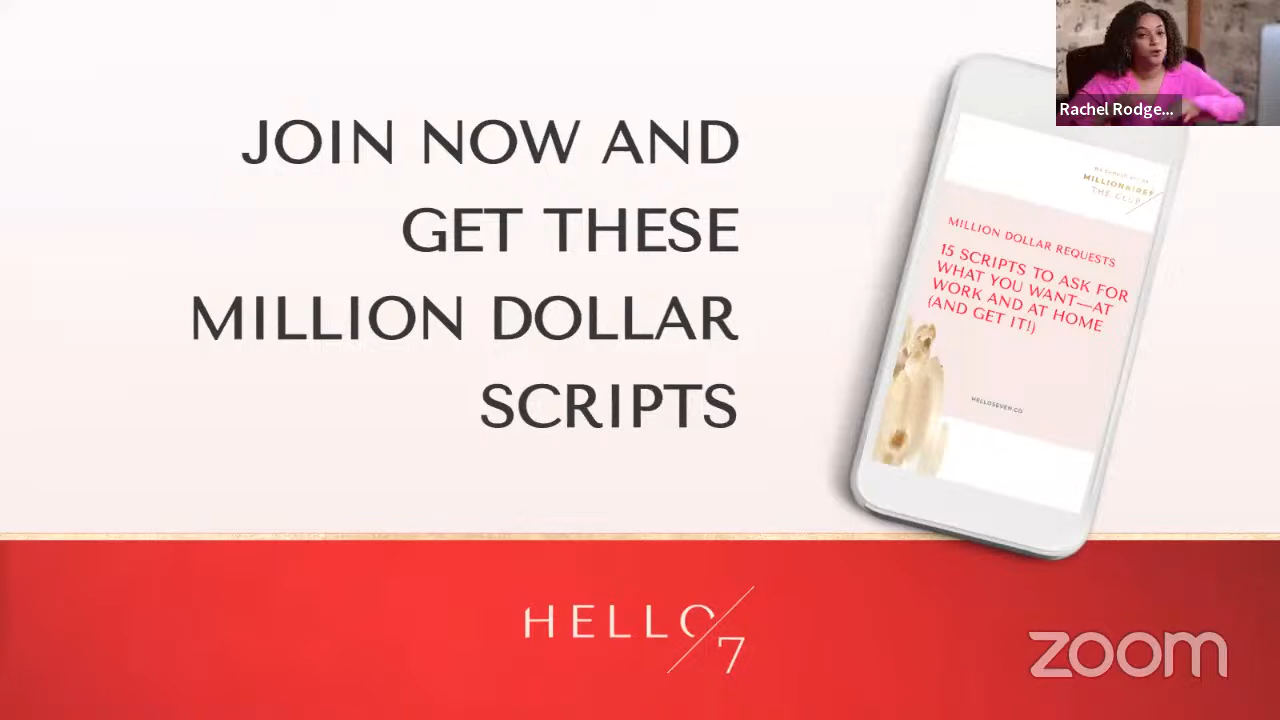 JOIN NOW AND
GET THESE
MILLION DOLLAR
SCRIPTS
Rachel Rodge...
MILLIONAIRES
THE CLUB
MILLION DOLLAR REQUESTS
15 SCRIPTS TO ASK FOR
WHAT YOU WANT—AT
WORK AND AT HOME
(AND GET IT!)
HELLOSEVEN.CO
HELLO
7
zoom